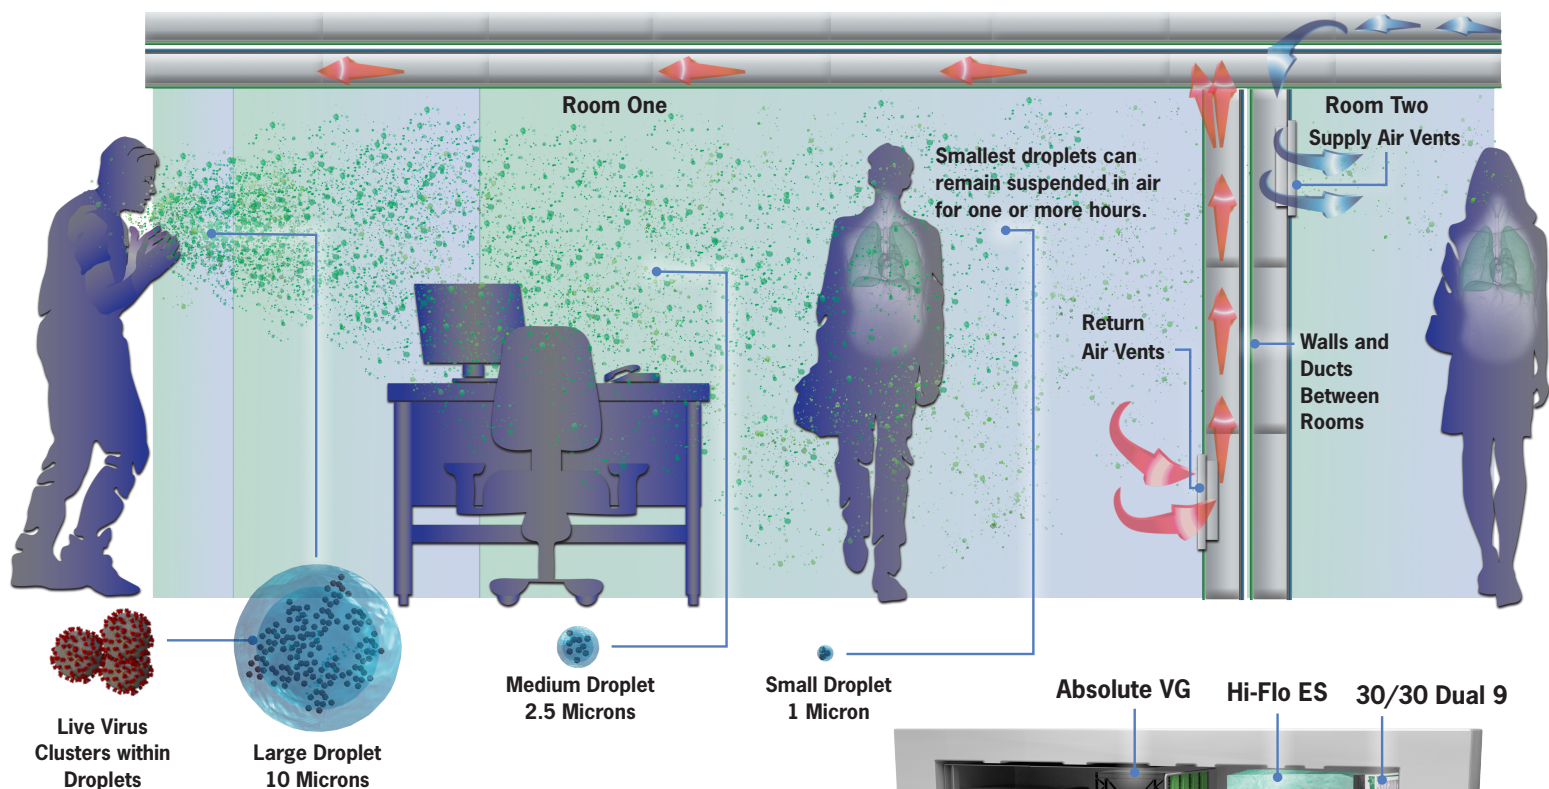 Room One
Room Two
Supply Air Vents
Smallest droplets can
remain suspended in air
for one or more hours.
Return
Air Vents
Walls and
Ducts
Between
Rooms
Live Virus
Clusters within
Droplets
Large Droplet
10 Microns
Medium Droplet
2.5 Microns
Small Droplet
1 Micron
Absolute VG
Hi-Flo ES
30/30 Dual 9